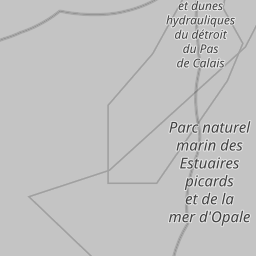 et dunes
hydrauliques
du détroit
du Pas
de Calais
Parc naturel
marin des
Estuaires
picards
et de la
mer d'Opale